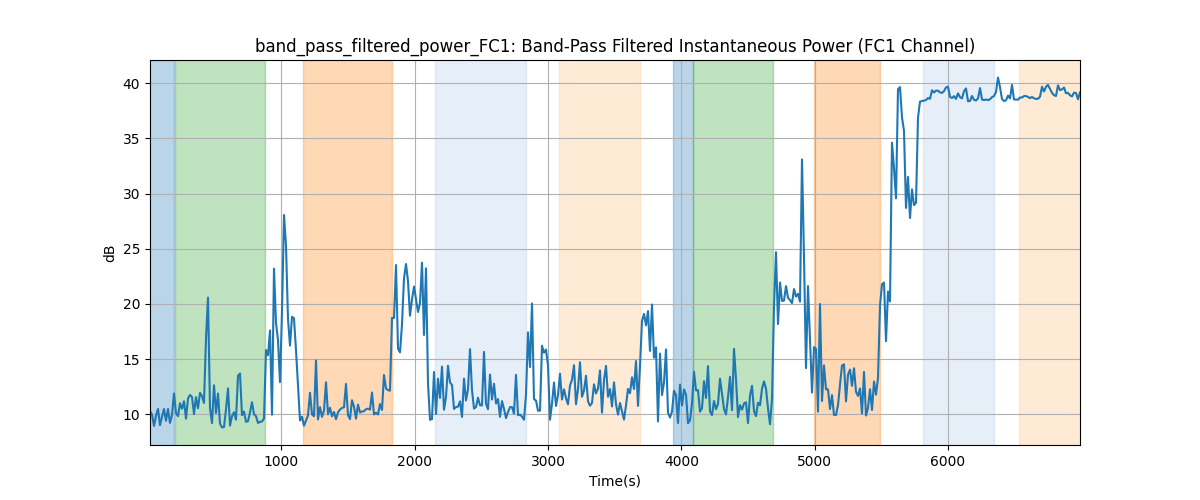 band_pass_filtered_power_FC1: Band-Pass Filtered Instantaneous Power (FC1 Channel)
40
35
30
25
20
15
10
dB
1000 2000 3000 4000 5000 6000
Time(s)